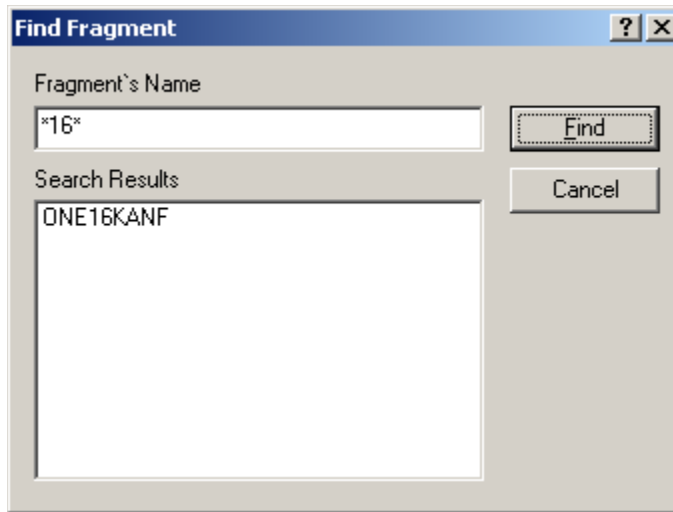 Find Fragment
Fragment`s Name
*16*
Find
Search Results
Cancel
ONE16KANF